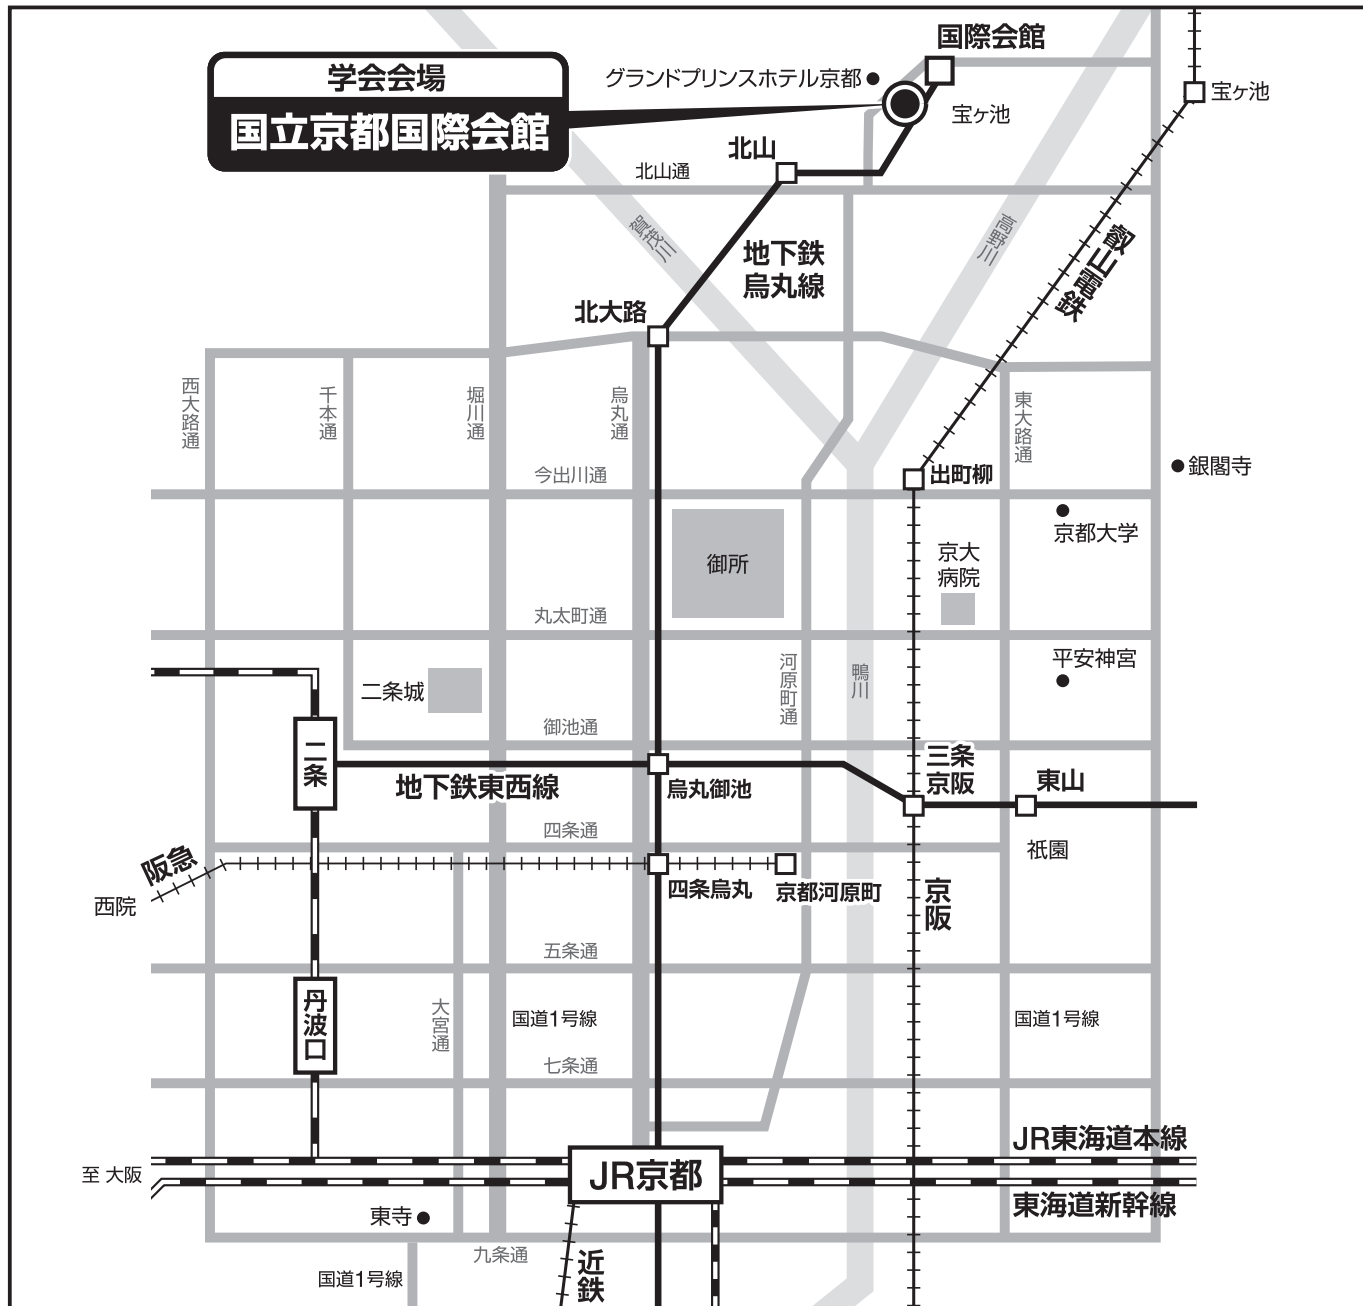 国際会館
学会会場
国立京都国際会館
グランドプリンスホテル京都
宝ヶ池
宝ヶ池
北山
北山通
賀茂川
高野川
地下鉄
烏丸線
叡山電鉄
北大路
西大路通
千本通
堀川通
烏丸通
東大路通
今出川通
出町柳
銀閣寺
京都大学
御所
京大
病院
丸太町通
平安神宮
二条城
河原町通
鴨川
御池通
二条
地下鉄東西線
烏丸御池
三条
京阪
東山
四条通
祇園
阪急
西院
四条烏丸
京都河原町
京阪
五条通
丹波口
大宮通
国道1号線
国道1号線
七条通
JR東海道本線
至 大阪
JR京都
東海道新幹線
東寺
九条通
近鉄
国道1号線